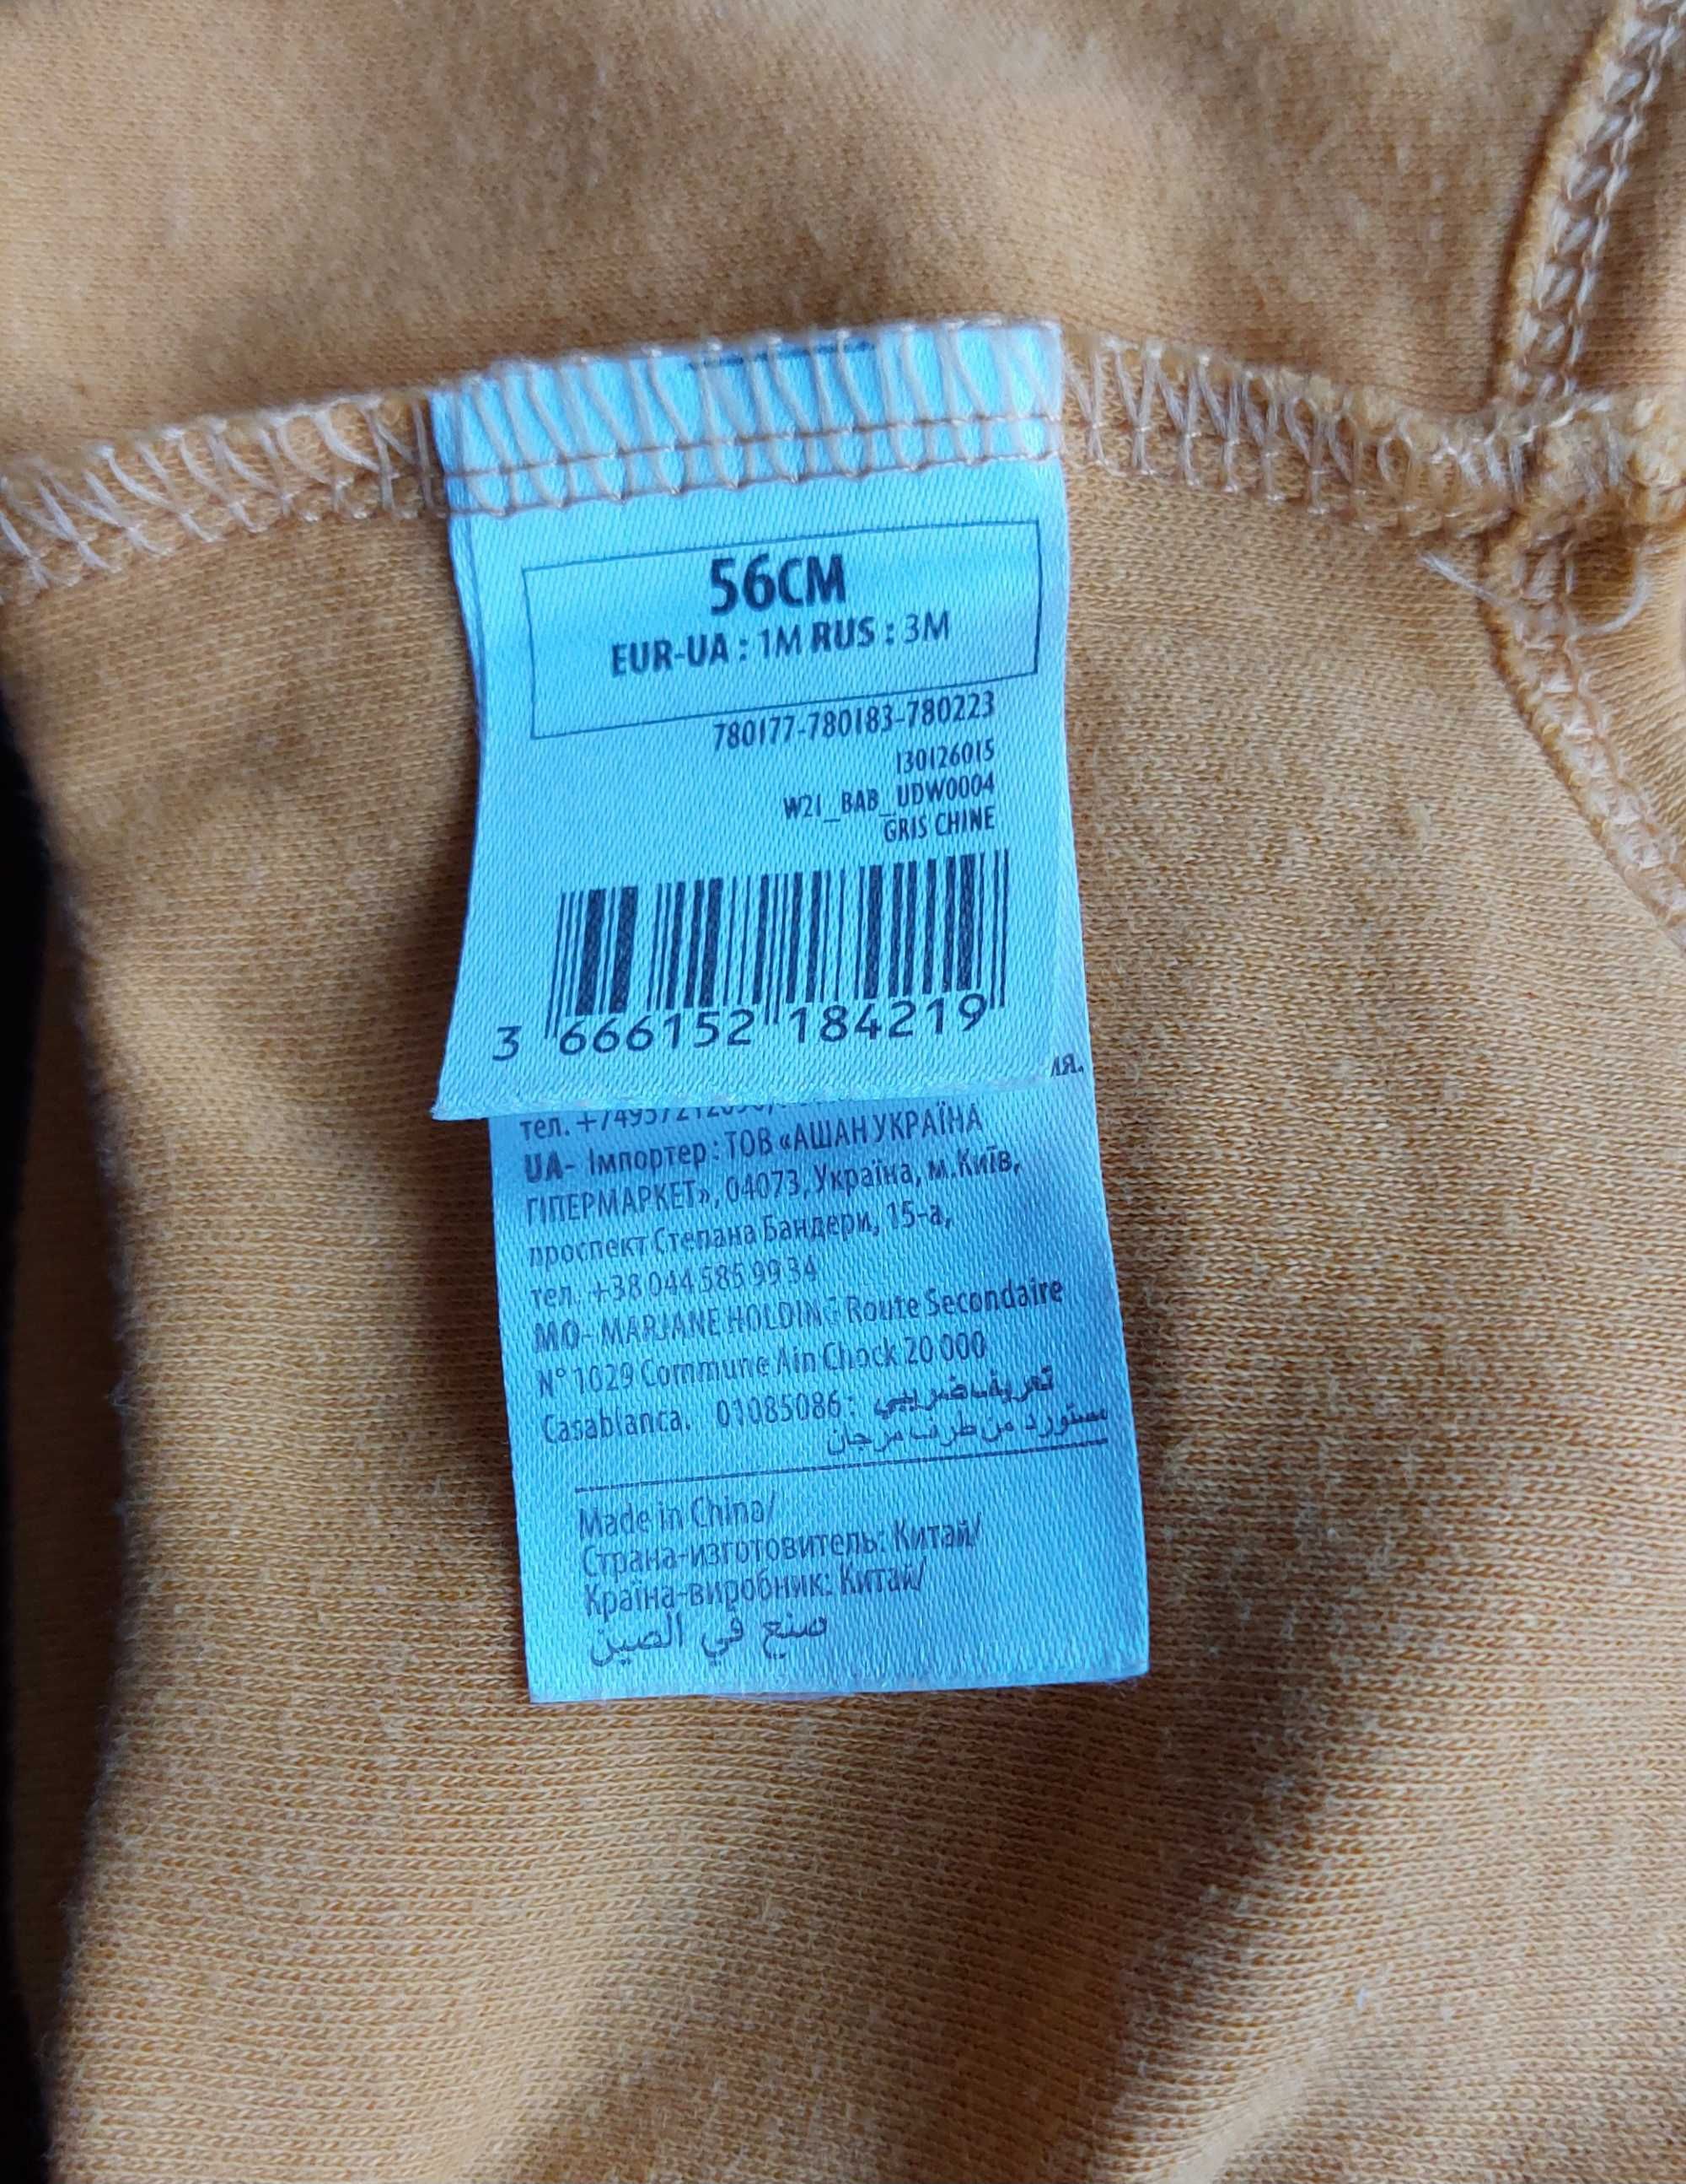 56CM
EUR-UA : 1M RUS : 3M
780177-780183-780223
130126015
W21_BAB_UDW0004
GRIS CHINE
3 666152 184219
ия.
тел.
UA- Імпортер : ТОВ «АШАН УКРАЇНА
ГІПЕРМАРКЕТ», 04073, Україна, м.Київ,
проспект Степана Бандери, 15-а,
тел. +38 044 585 99 34
MO- MARJANE HOLDING Route Secondaire
N° 1029 Commune Ain Chock 20 000
Casablanca. 01085086: تعريف ضريبي
مستورد من طرف مرجان
Made in China/
Страна-изготовитель: Китай/
Країна-виробник: Китай/
صنع في الصين